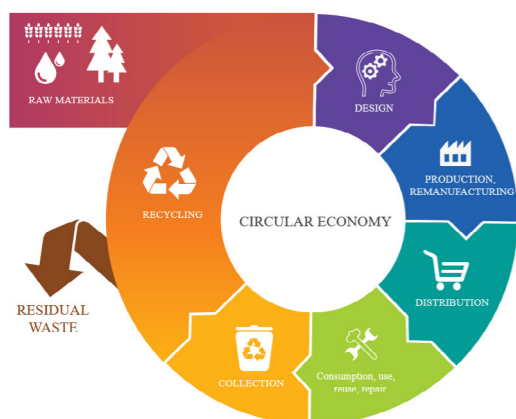 RAW MATERIALS
DESIGN
PRODUCTION,
REMANUFACTURING
RECYCLING
CIRCULAR ECONOMY
DISTRIBUTION
RESIDUAL
WASTE
COLLECTION
Consumption, use,
reuse, repair